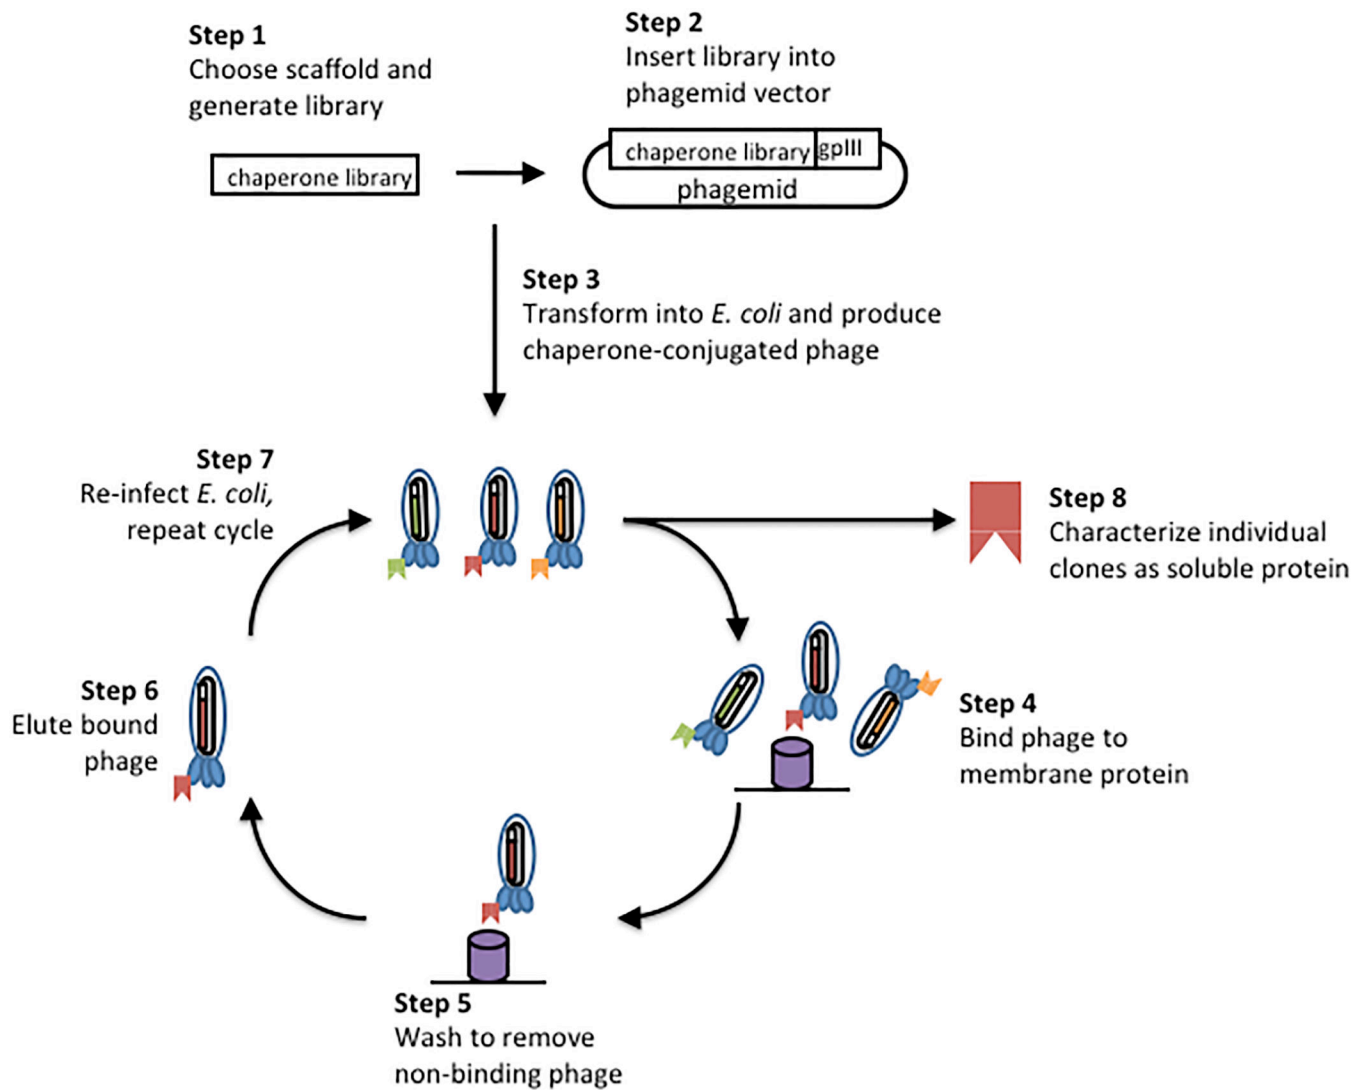 Step 1
Choose scaffold and
generate library
chaperone library
Step 2
Insert library into
phagemid vector
chaperone library
gpIII
phagemid
Step 3
Transform into E. coli and produce
chaperone-conjugated phage
Step 7
Re-infect E. coli,
repeat cycle
Step 8
Characterize individual
clones as soluble protein
Step 6
Elute bound
phage
Step 4
Bind phage to
membrane protein
Step 5
Wash to remove
non-binding phage